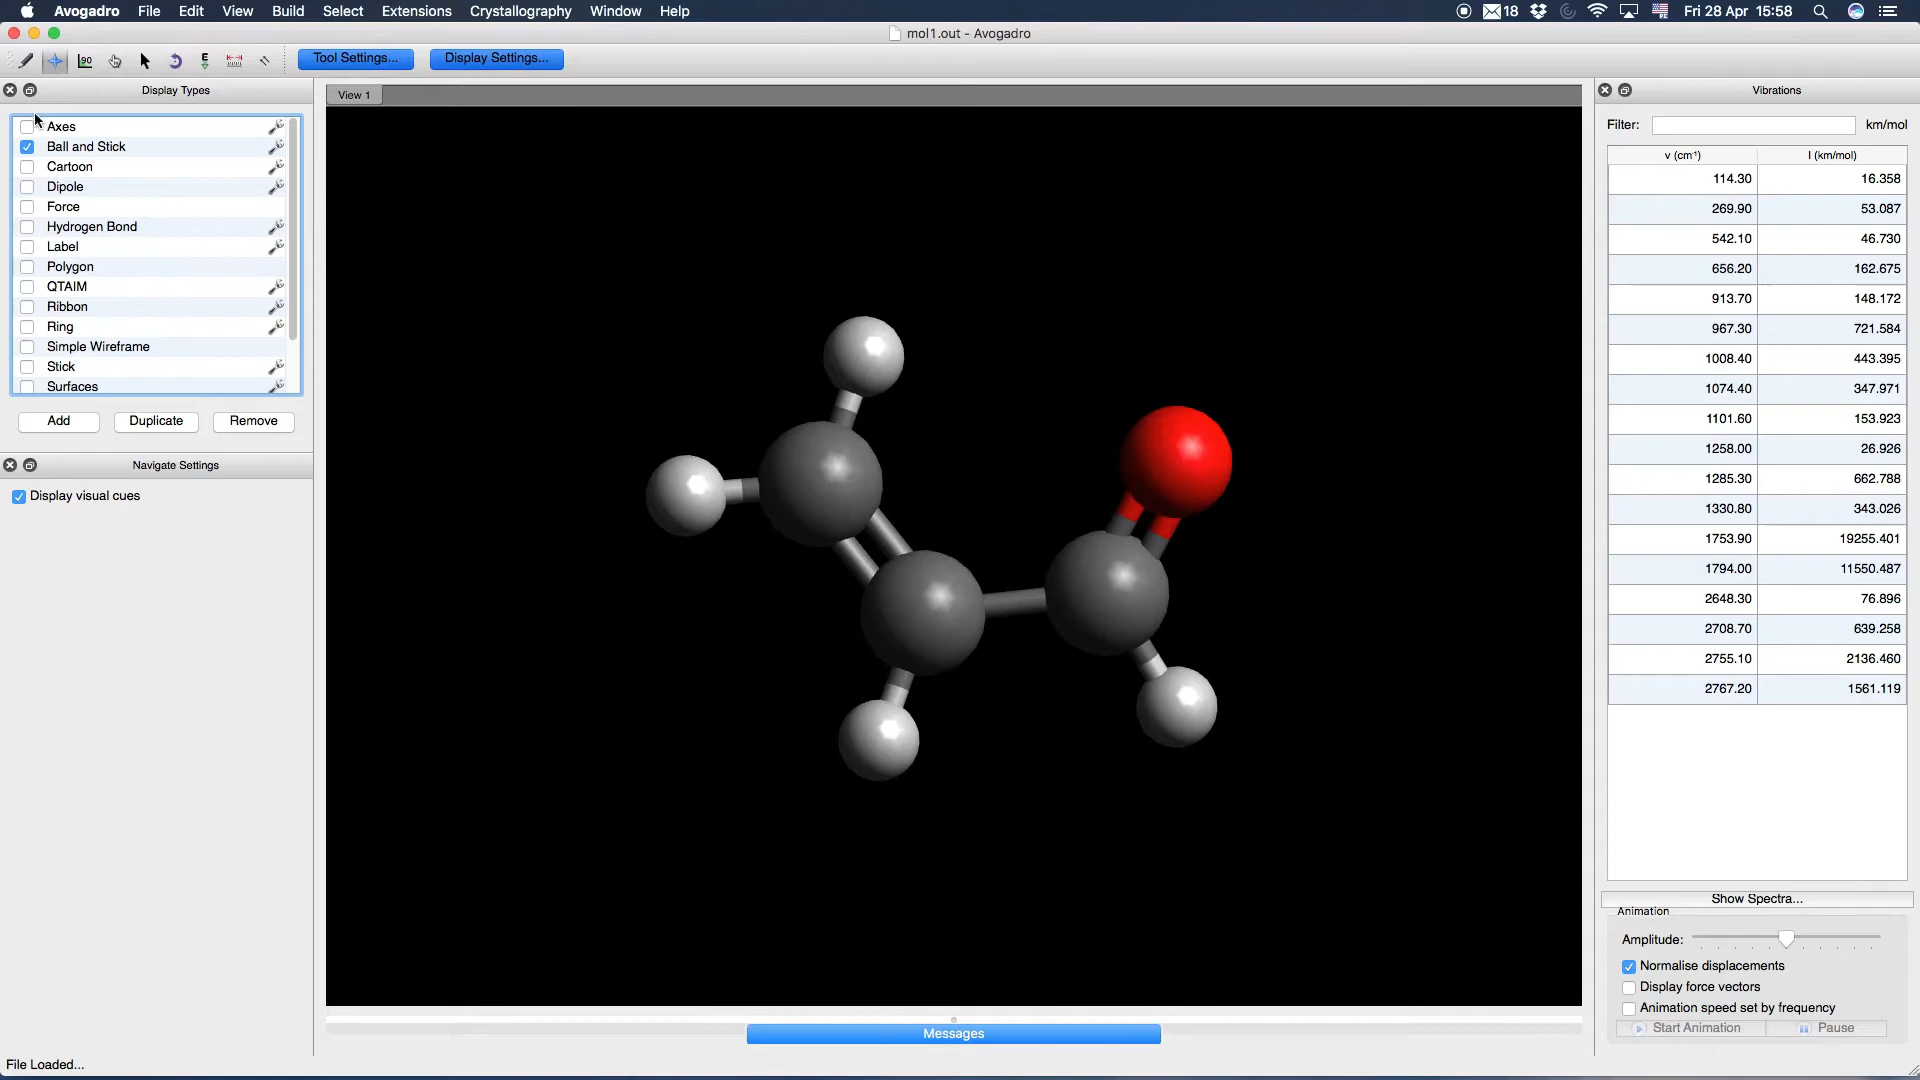 Avogadro File Edit View Build Select Extensions Crystallography Window Help 18 Fri 28 Apr 15:58
mol1.out - Avogadro
90 E Tool Settings... Display Settings...
Display Types
Axes
Ball and Stick
Cartoon
Dipole
Force
Hydrogen Bond
Label
Polygon
QTAIM
Ribbon
Ring
Simple Wireframe
Stick
Surfaces
Add Duplicate Remove
Navigate Settings
Display visual cues
View 1
Vibrations
Filter: km/mol
v (cm⁻¹) I (km/mol)
114.30 16.358
269.90 53.087
542.10 46.730
656.20 162.675
913.70 148.172
967.30 721.584
1008.40 443.395
1074.40 347.971
1101.60 153.923
1258.00 26.926
1285.30 662.788
1330.80 343.026
1753.90 19255.401
1794.00 11550.487
2648.30 76.896
2708.70 639.258
2755.10 2136.460
2767.20 1561.119
Show Spectra...
Animation
Amplitude:
Normalise displacements
Display force vectors
Animation speed set by frequency
Start Animation Pause
Messages
File Loaded...